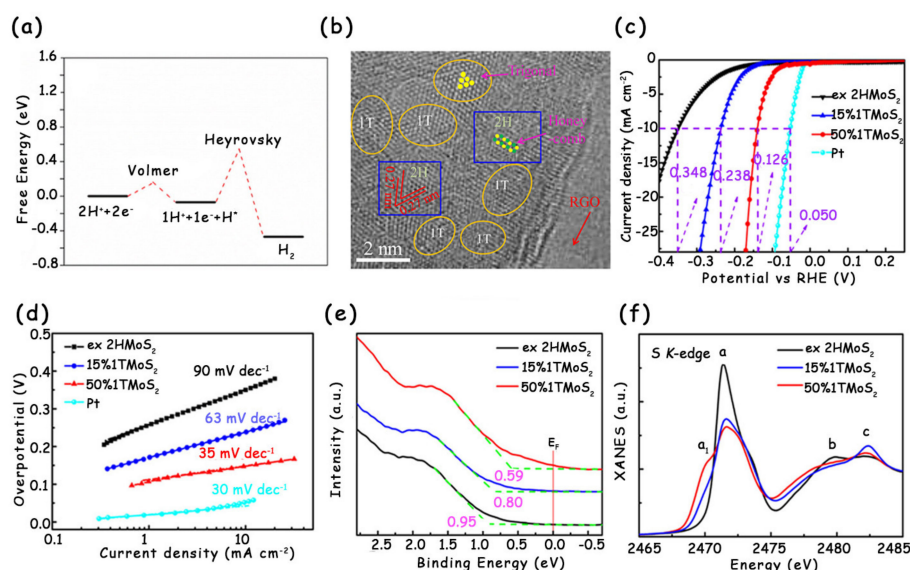 (a)
Free Energy (eV)
1.6
1.2
0.8
0.4
0.0
-0.4
-0.8
Volmer
Heyrovsky
2H⁺+2e⁻
1H⁺+1e⁻+H*
H₂
(b)
Trigonal
1T
1T
2H
Honey
comb
2H
1T
1T
1T
RGO
2 nm
(c)
Current density (mA cm⁻²)
0
-5
-10
-15
-20
-25
ex 2HMoS₂
15%1TMoS₂
50%1TMoS₂
Pt
0.348
0.238
0.126
0.050
-0.4
-0.3
-0.2
-0.1
0.0
0.1
0.2
Potential vs RHE (V)
(d)
Overpotential (V)
0.5
0.4
0.3
0.2
0.1
0.0
ex 2HMoS₂
15%1TMoS₂
50%1TMoS₂
Pt
90 mV dec⁻¹
63 mV dec⁻¹
35 mV dec⁻¹
30 mV dec⁻¹
0.1
1
10
100
Current density (mA cm⁻²)
(e)
Intensity (a.u.)
ex 2HMoS₂
15%1TMoS₂
50%1TMoS₂
E_F
0.59
0.80
0.95
2.5
2.0
1.5
1.0
0.5
0.0
-0.5
Binding Energy (eV)
(f)
XANES (a.u.)
S K-edge
a
ex 2HMoS₂
15%1TMoS₂
50%1TMoS₂
a₁
b
c
2465
2470
2475
2480
2485
Energy (eV)